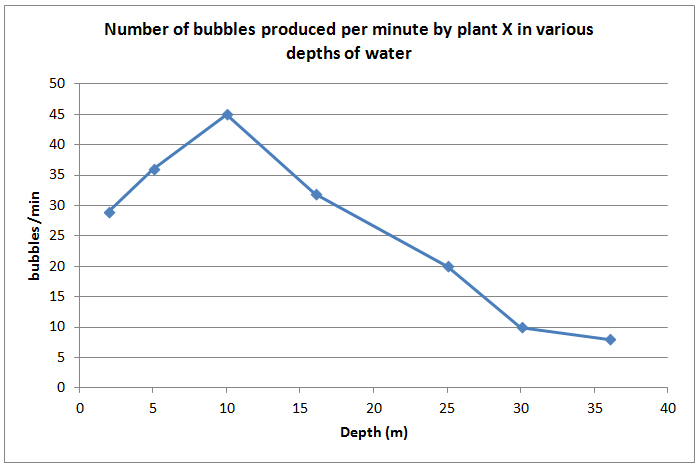 Number of bubbles produced per minute by plant X in various
depths of water
50
45
40
35
30
25
20
15
10
5
0
bubbles /min
0 5 10 15 20 25 30 35 40
Depth (m)